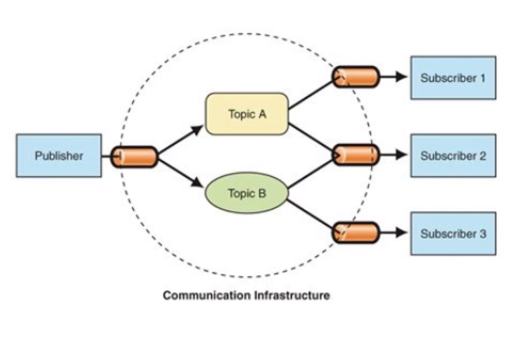 Publisher
Topic A
Topic B
Subscriber 1
Subscriber 2
Subscriber 3
Communication Infrastructure